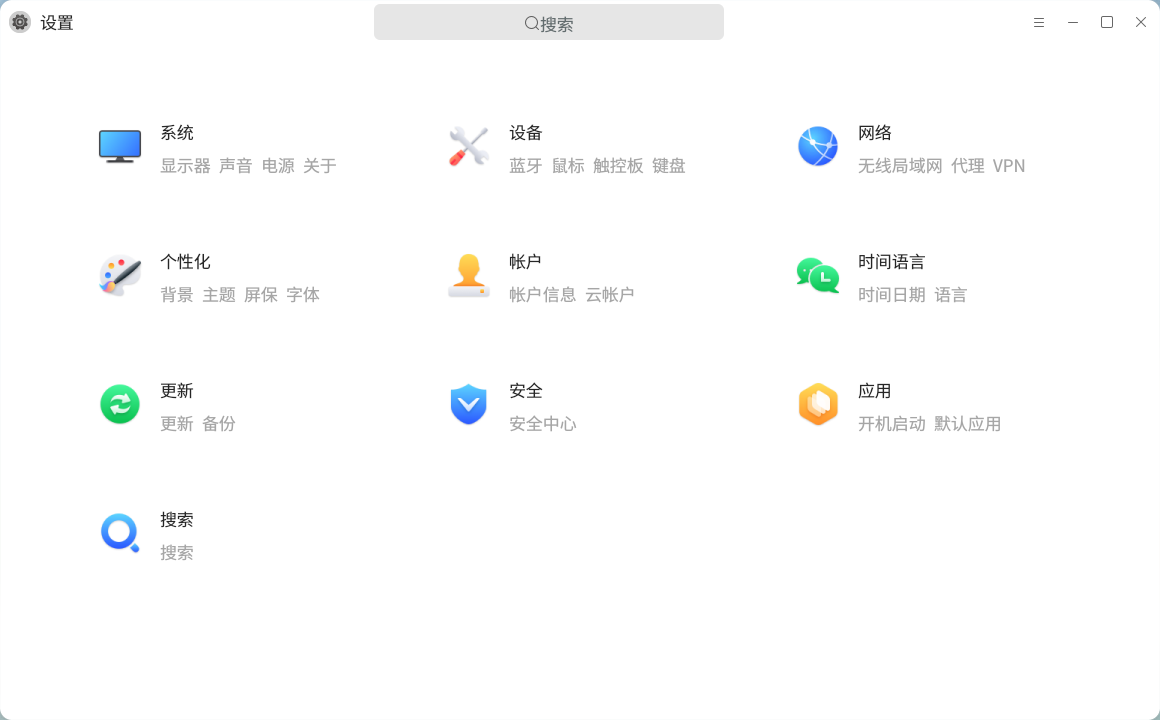 设置
搜索
系统
显示器 声音 电源 关于
设备
蓝牙 鼠标 触控板 键盘
网络
无线局域网 代理 VPN
个性化
背景 主题 屏保 字体
帐户
帐户信息 云帐户
时间语言
时间日期 语言
更新
更新 备份
安全
安全中心
应用
开机启动 默认应用
搜索
搜索